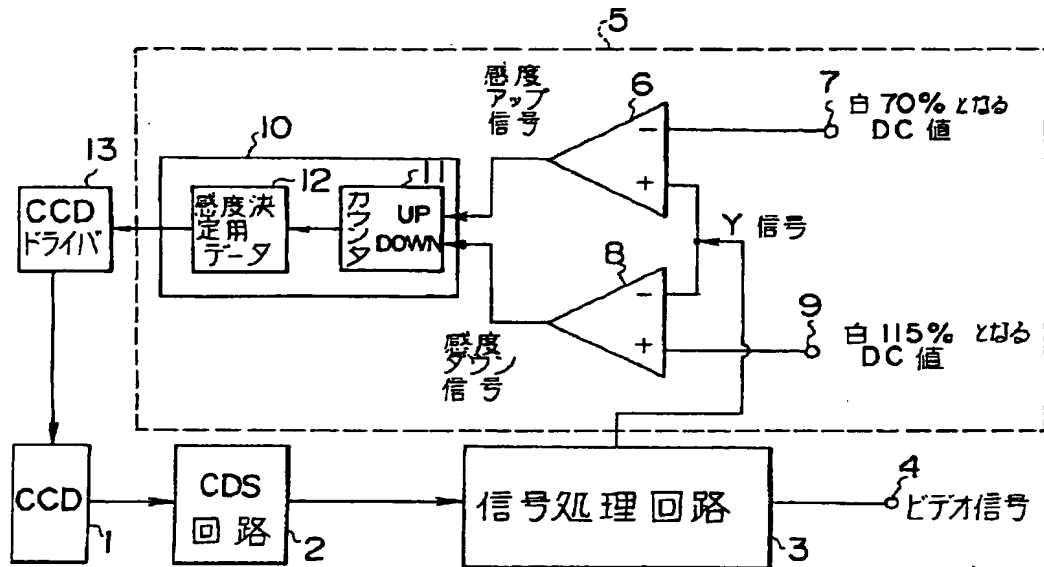 5
感度
アップ
信号
6
7
白70%となる
DC値
10
13
CCD
ドライバ
12
感度決
定用
データ
11
カウンタ
UP
DOWN
−
+
Y信号
8
−
+
9
白115%となる
DC値
感度
ダウン
信号
CCD
1
CDS
回路
2
信号処理回路
3
4
ビデオ信号